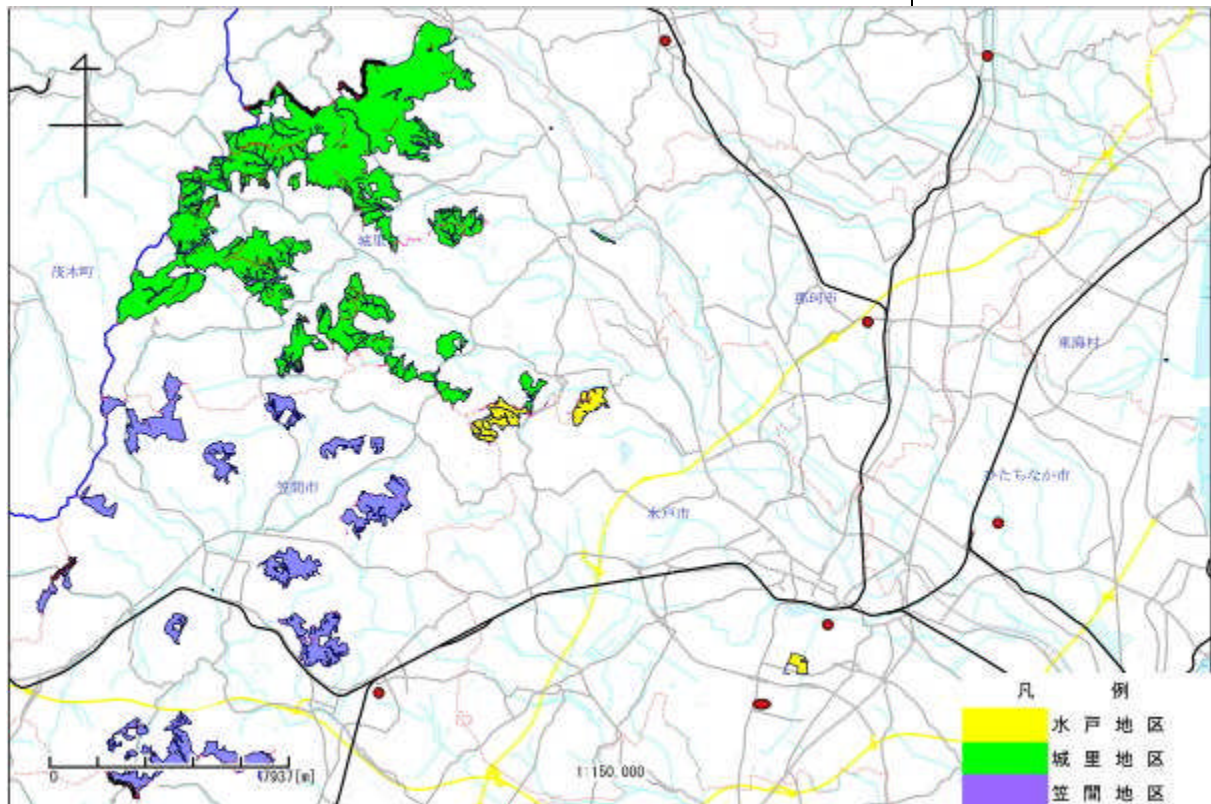 城里
茂木町
那珂市
東海村
ひたちなか市
笠間市
水戸市
凡 例
水 戸 地 区
城 里 地 区
笠 間 地 区
0 7937[m]
1:150,000